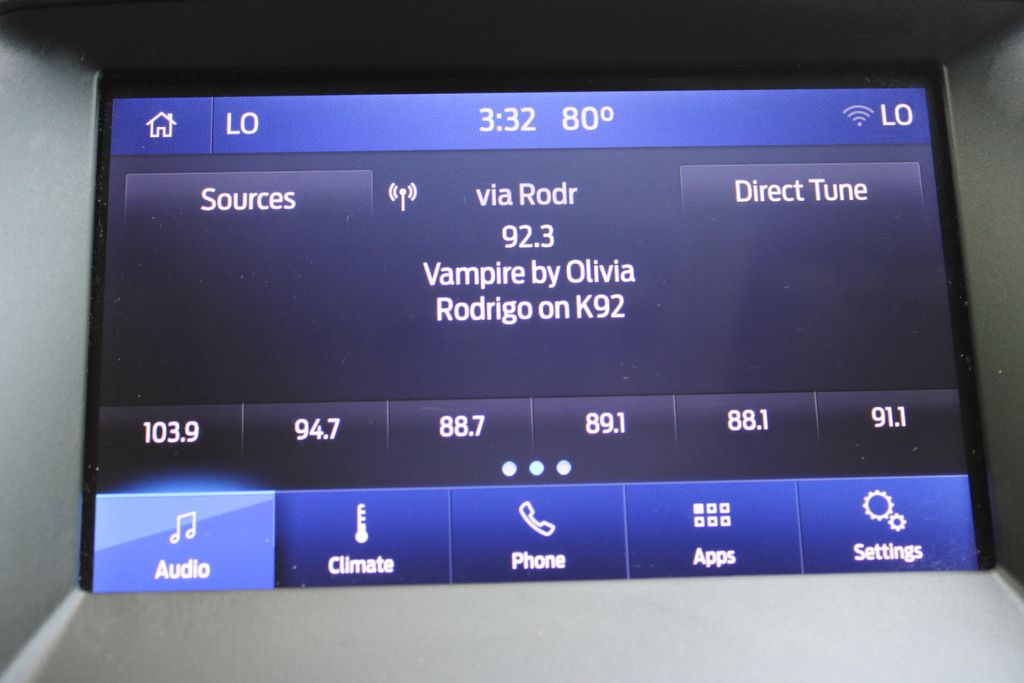 LO 3:32 80º LO
Sources via Rodr Direct Tune
92.3
Vampire by Olivia
Rodrigo on K92
103.9 94.7 88.7 89.1 88.1 91.1
Audio Climate Phone Apps Settings